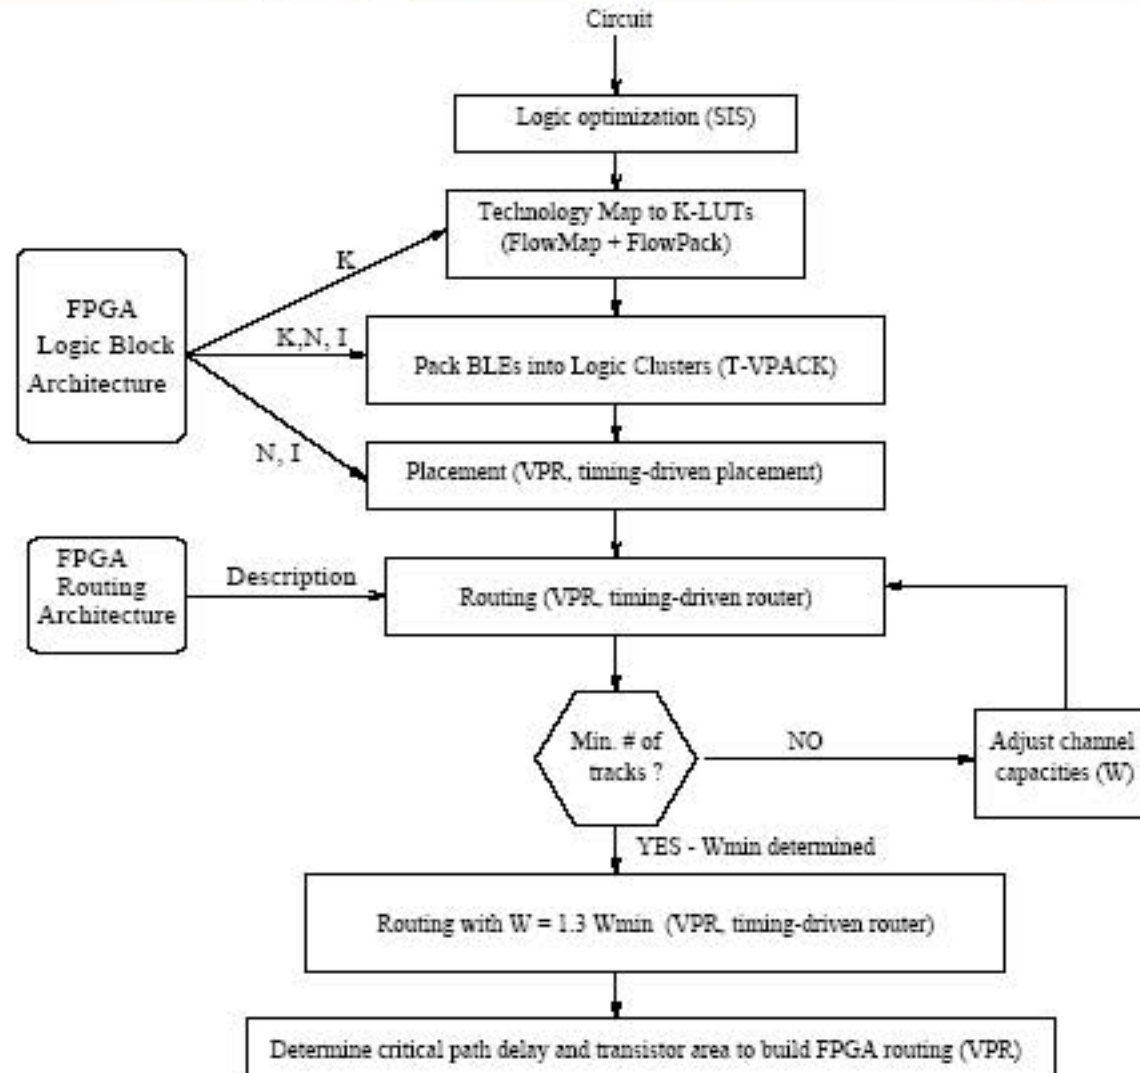 Circuit
Logic optimization (SIS)
Technology Map to K-LUTs
(FlowMap + FlowPack)
K
FPGA
Logic Block
Architecture
K,N, I
Pack BLEs into Logic Clusters (T-VPACK)
N, I
Placement (VPR, timing-driven placement)
FPGA
Routing
Architecture
Description
Routing (VPR, timing-driven router)
Min. # of
tracks ?
NO
Adjust channel
capacities (W)
YES - Wmin determined
Routing with W = 1.3 Wmin (VPR, timing-driven router)
Determine critical path delay and transistor area to build FPGA routing (VPR)